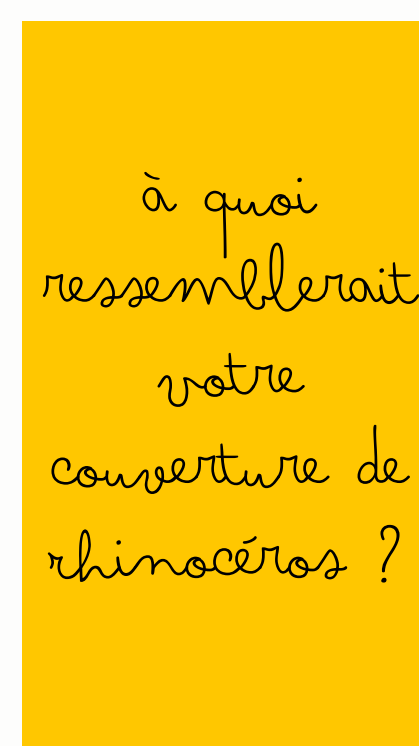 à quoi
ressemblerait
votre
couverture de
rhinocéros ?